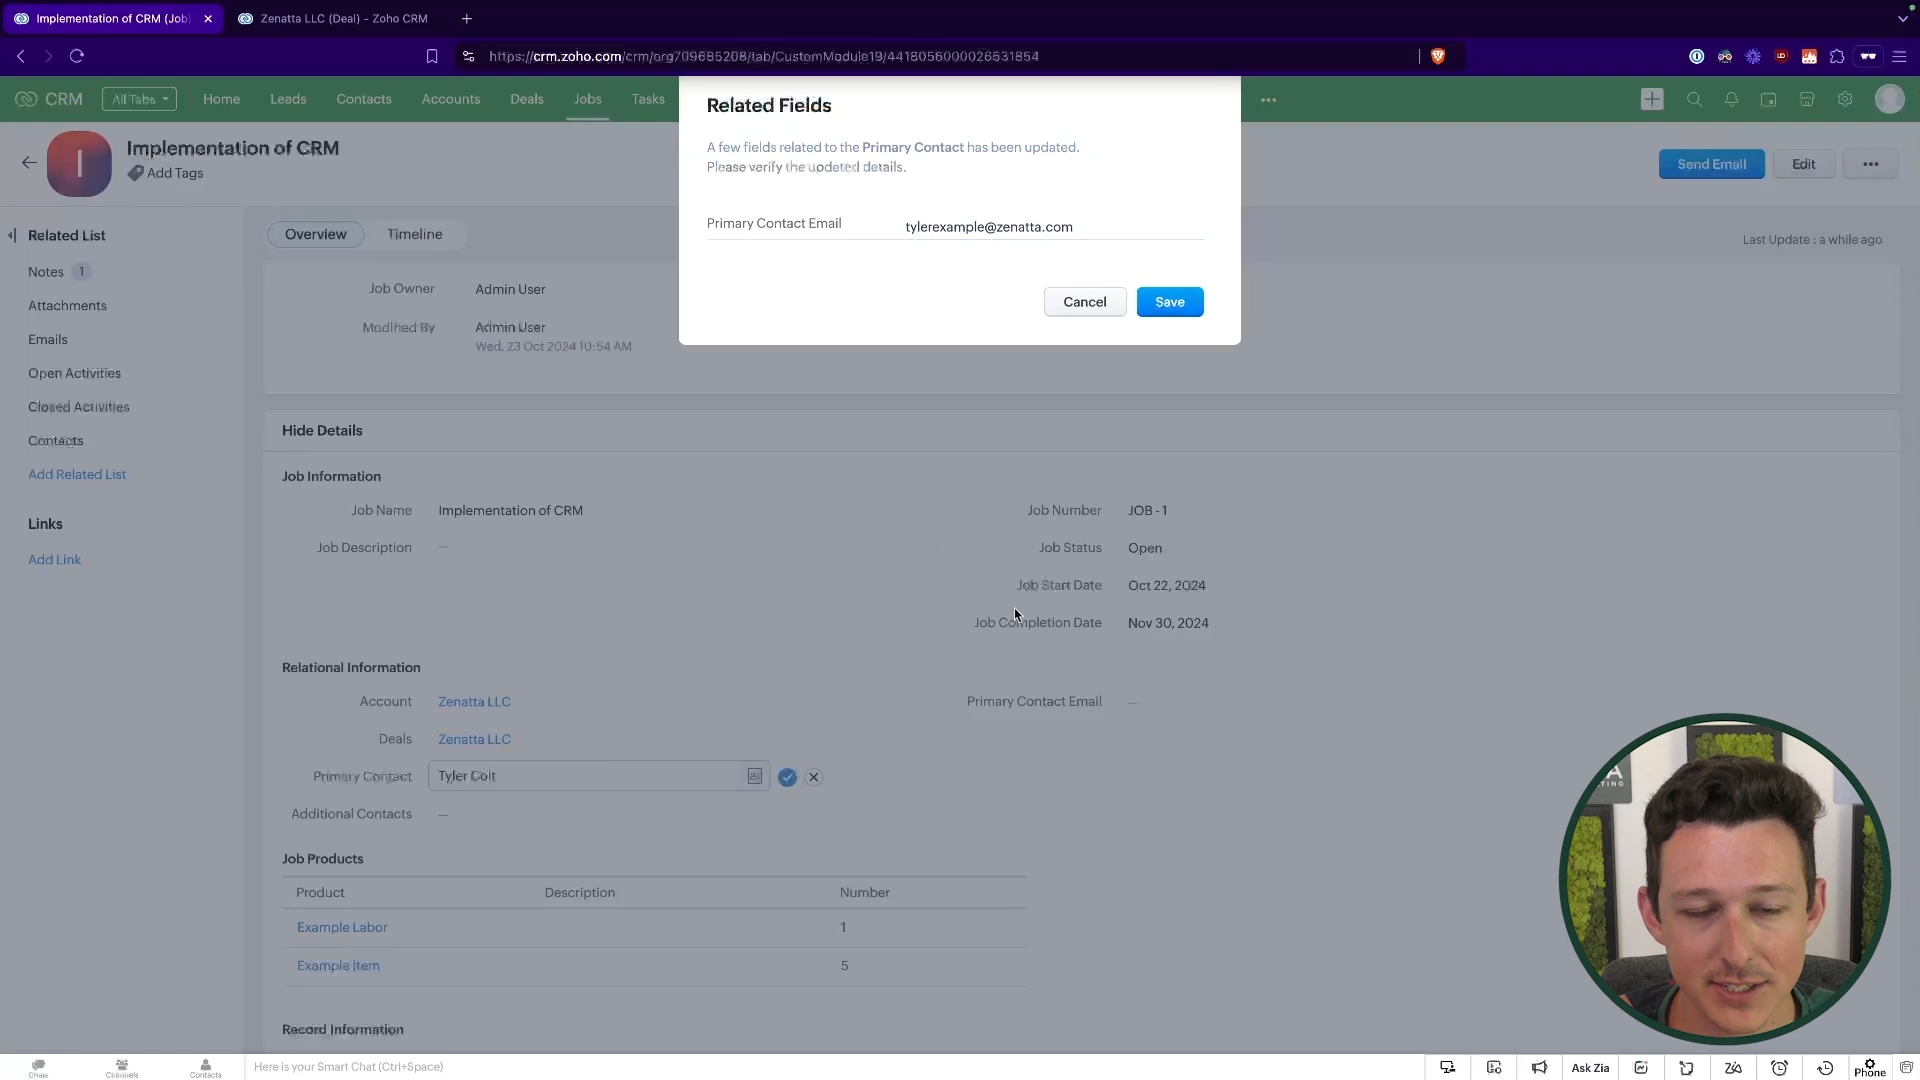 Implementation of CRM (Job)
Zenatta LLC (Deal) - Zoho CRM
https://crm.zoho.com/crm/org709685208/tab/CustomModule19/4418056000026531854
CRM
All Tabs
Home
Leads
Contacts
Accounts
Deals
Jobs
Tasks
Related Fields
A few fields related to the Primary Contact has been updated.
Please verify the updated details.
Primary Contact Email
tylerexample@zenatta.com
Cancel
Save
Implementation of CRM
Add Tags
Send Email
Edit
Related List
Notes 1
Attachments
Emails
Open Activities
Closed Activities
Contacts
Add Related List
Links
Add Link
Overview
Timeline
Last Update : a while ago
Job Owner
Admin User
Modified By
Admin User
Wed, 23 Oct 2024 10:54 AM
Hide Details
Job Information
Job Name
Implementation of CRM
Job Number
JOB - 1
Job Description
—
Job Status
Open
Job Start Date
Oct 22, 2024
Job Completion Date
Nov 30, 2024
Relational Information
Account
Zenatta LLC
Primary Contact Email
—
Deals
Zenatta LLC
Primary Contact
Tyler Colt
Additional Contacts
—
Job Products
Product
Description
Number
Example Labor
1
Example Item
5
Record Information
Chats
Channels
Contacts
Here is your Smart Chat (Ctrl+Space)
Ask Zia
Phone